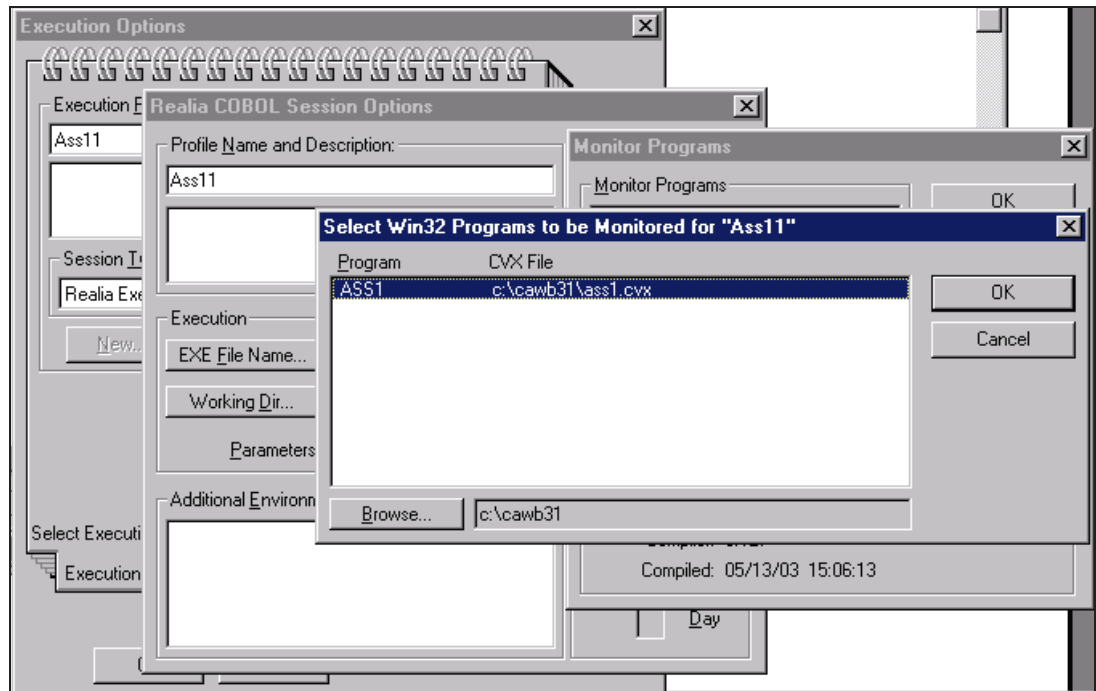 Execution Options
Execution
Ass11
Session
Realia
New..
Select
Execution
Realia COBOL Session Options
Profile Name and Description:
Ass11
Execution
EXE File Name...
Working Dir...
Parameters
Additional
Monitor Programs
Monitor Programs
OK
Compiled: 05/13/03 15:06:13
Day
Select Win32 Programs to be Monitored for "Ass11"
Program CVX File
ASS1 c:\cawb31\ass1.cvx
OK
Cancel
Browse... c:\cawb31